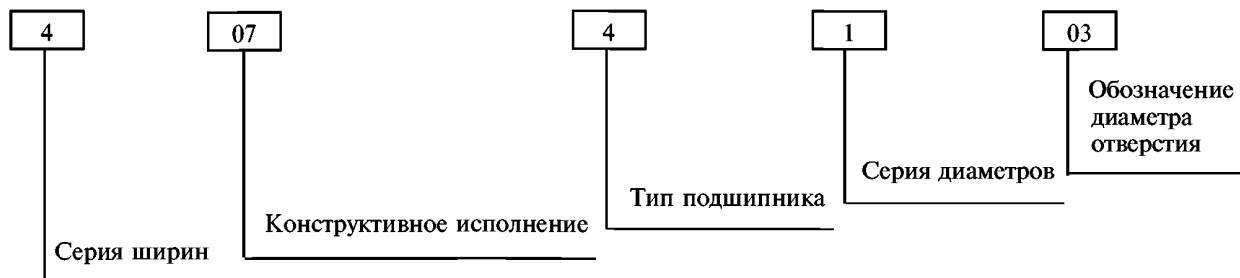 4 07 4 1 03
Обозначение
диаметра
отверстия
Серия диаметров
Тип подшипника
Конструктивное исполнение
Серия ширин